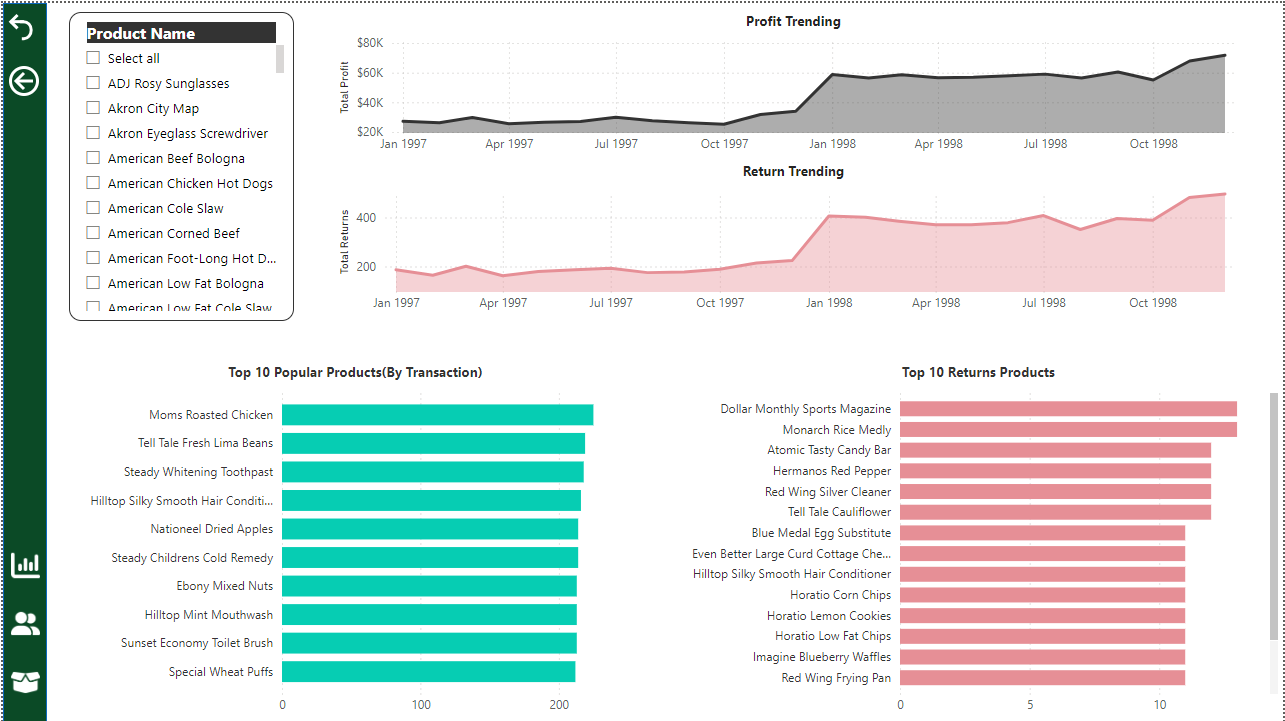 Product Name
Select all
ADJ Rosy Sunglasses
Akron City Map
Akron Eyeglass Screwdriver
American Beef Bologna
American Chicken Hot Dogs
American Cole Slaw
American Corned Beef
American Foot-Long Hot D...
American Low Fat Bologna
American Low Fat Cole Slaw
Profit Trending
Total Profit
$80K
$60K
$40K
$20K
Jan 1997 Apr 1997 Jul 1997 Oct 1997 Jan 1998 Apr 1998 Jul 1998 Oct 1998
Return Trending
Total Returns
400
200
Jan 1997 Apr 1997 Jul 1997 Oct 1997 Jan 1998 Apr 1998 Jul 1998 Oct 1998
Top 10 Popular Products(By Transaction)
Moms Roasted Chicken
Tell Tale Fresh Lima Beans
Steady Whitening Toothpast
Hilltop Silky Smooth Hair Conditi...
Nationeel Dried Apples
Steady Childrens Cold Remedy
Ebony Mixed Nuts
Hilltop Mint Mouthwash
Sunset Economy Toilet Brush
Special Wheat Puffs
0 100 200
Top 10 Returns Products
Dollar Monthly Sports Magazine
Monarch Rice Medly
Atomic Tasty Candy Bar
Hermanos Red Pepper
Red Wing Silver Cleaner
Tell Tale Cauliflower
Blue Medal Egg Substitute
Even Better Large Curd Cottage Che...
Hilltop Silky Smooth Hair Conditioner
Horatio Corn Chips
Horatio Lemon Cookies
Horatio Low Fat Chips
Imagine Blueberry Waffles
Red Wing Frying Pan
0 5 10